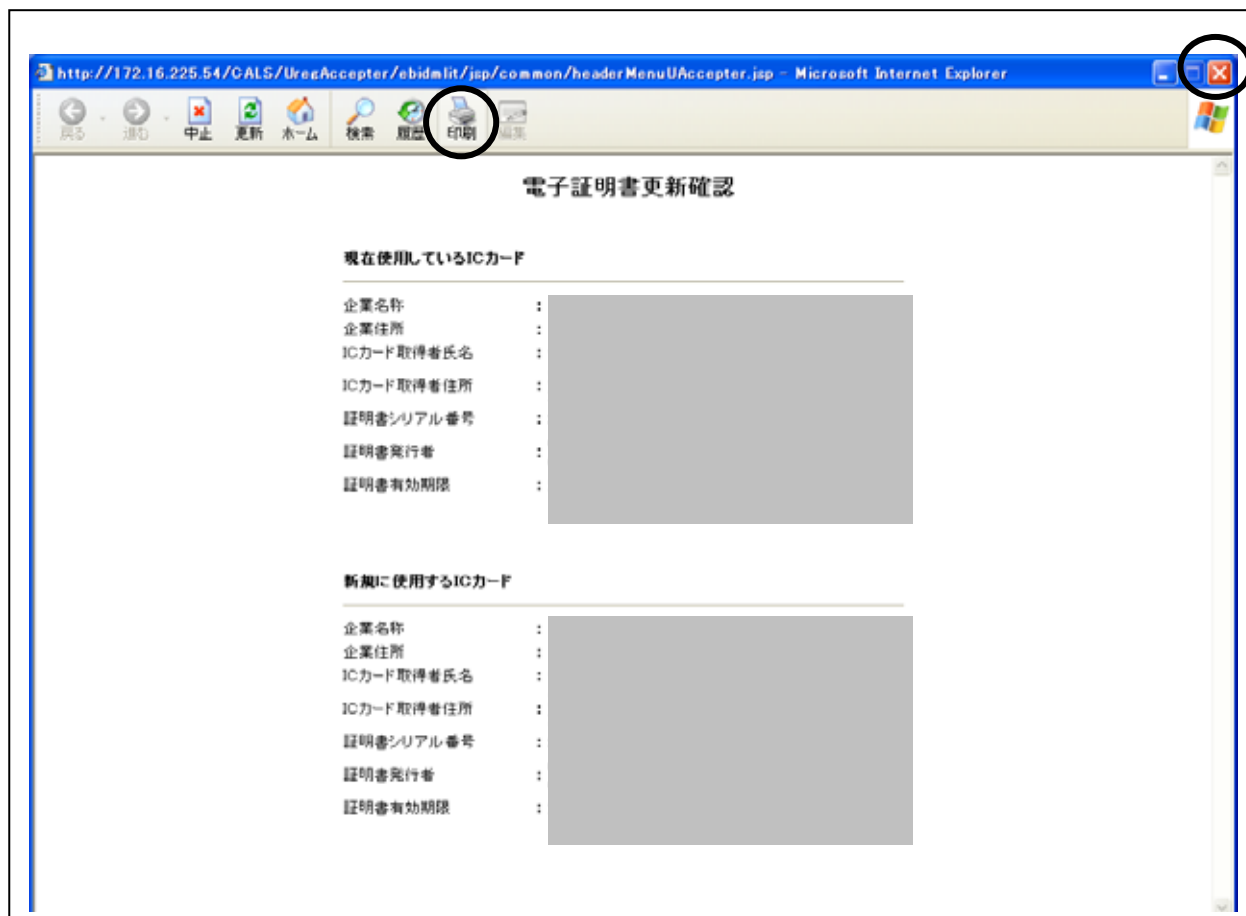 http://172.16.225.54/CALS/UregAccepter/ebidmlit/jsp/common/headerMenuUAccepter.jsp - Microsoft Internet Explorer
戻る 進む 中止 更新 ホーム 検索 履歴 印刷 編集
電子証明書更新確認
現在使用しているICカード
企業名称 :
企業住所 :
ICカード取得者氏名 :
ICカード取得者住所 :
証明書シリアル番号 :
証明書発行者 :
証明書有効期限 :
新規に使用するICカード
企業名称 :
企業住所 :
ICカード取得者氏名 :
ICカード取得者住所 :
証明書シリアル番号 :
証明書発行者 :
証明書有効期限 :